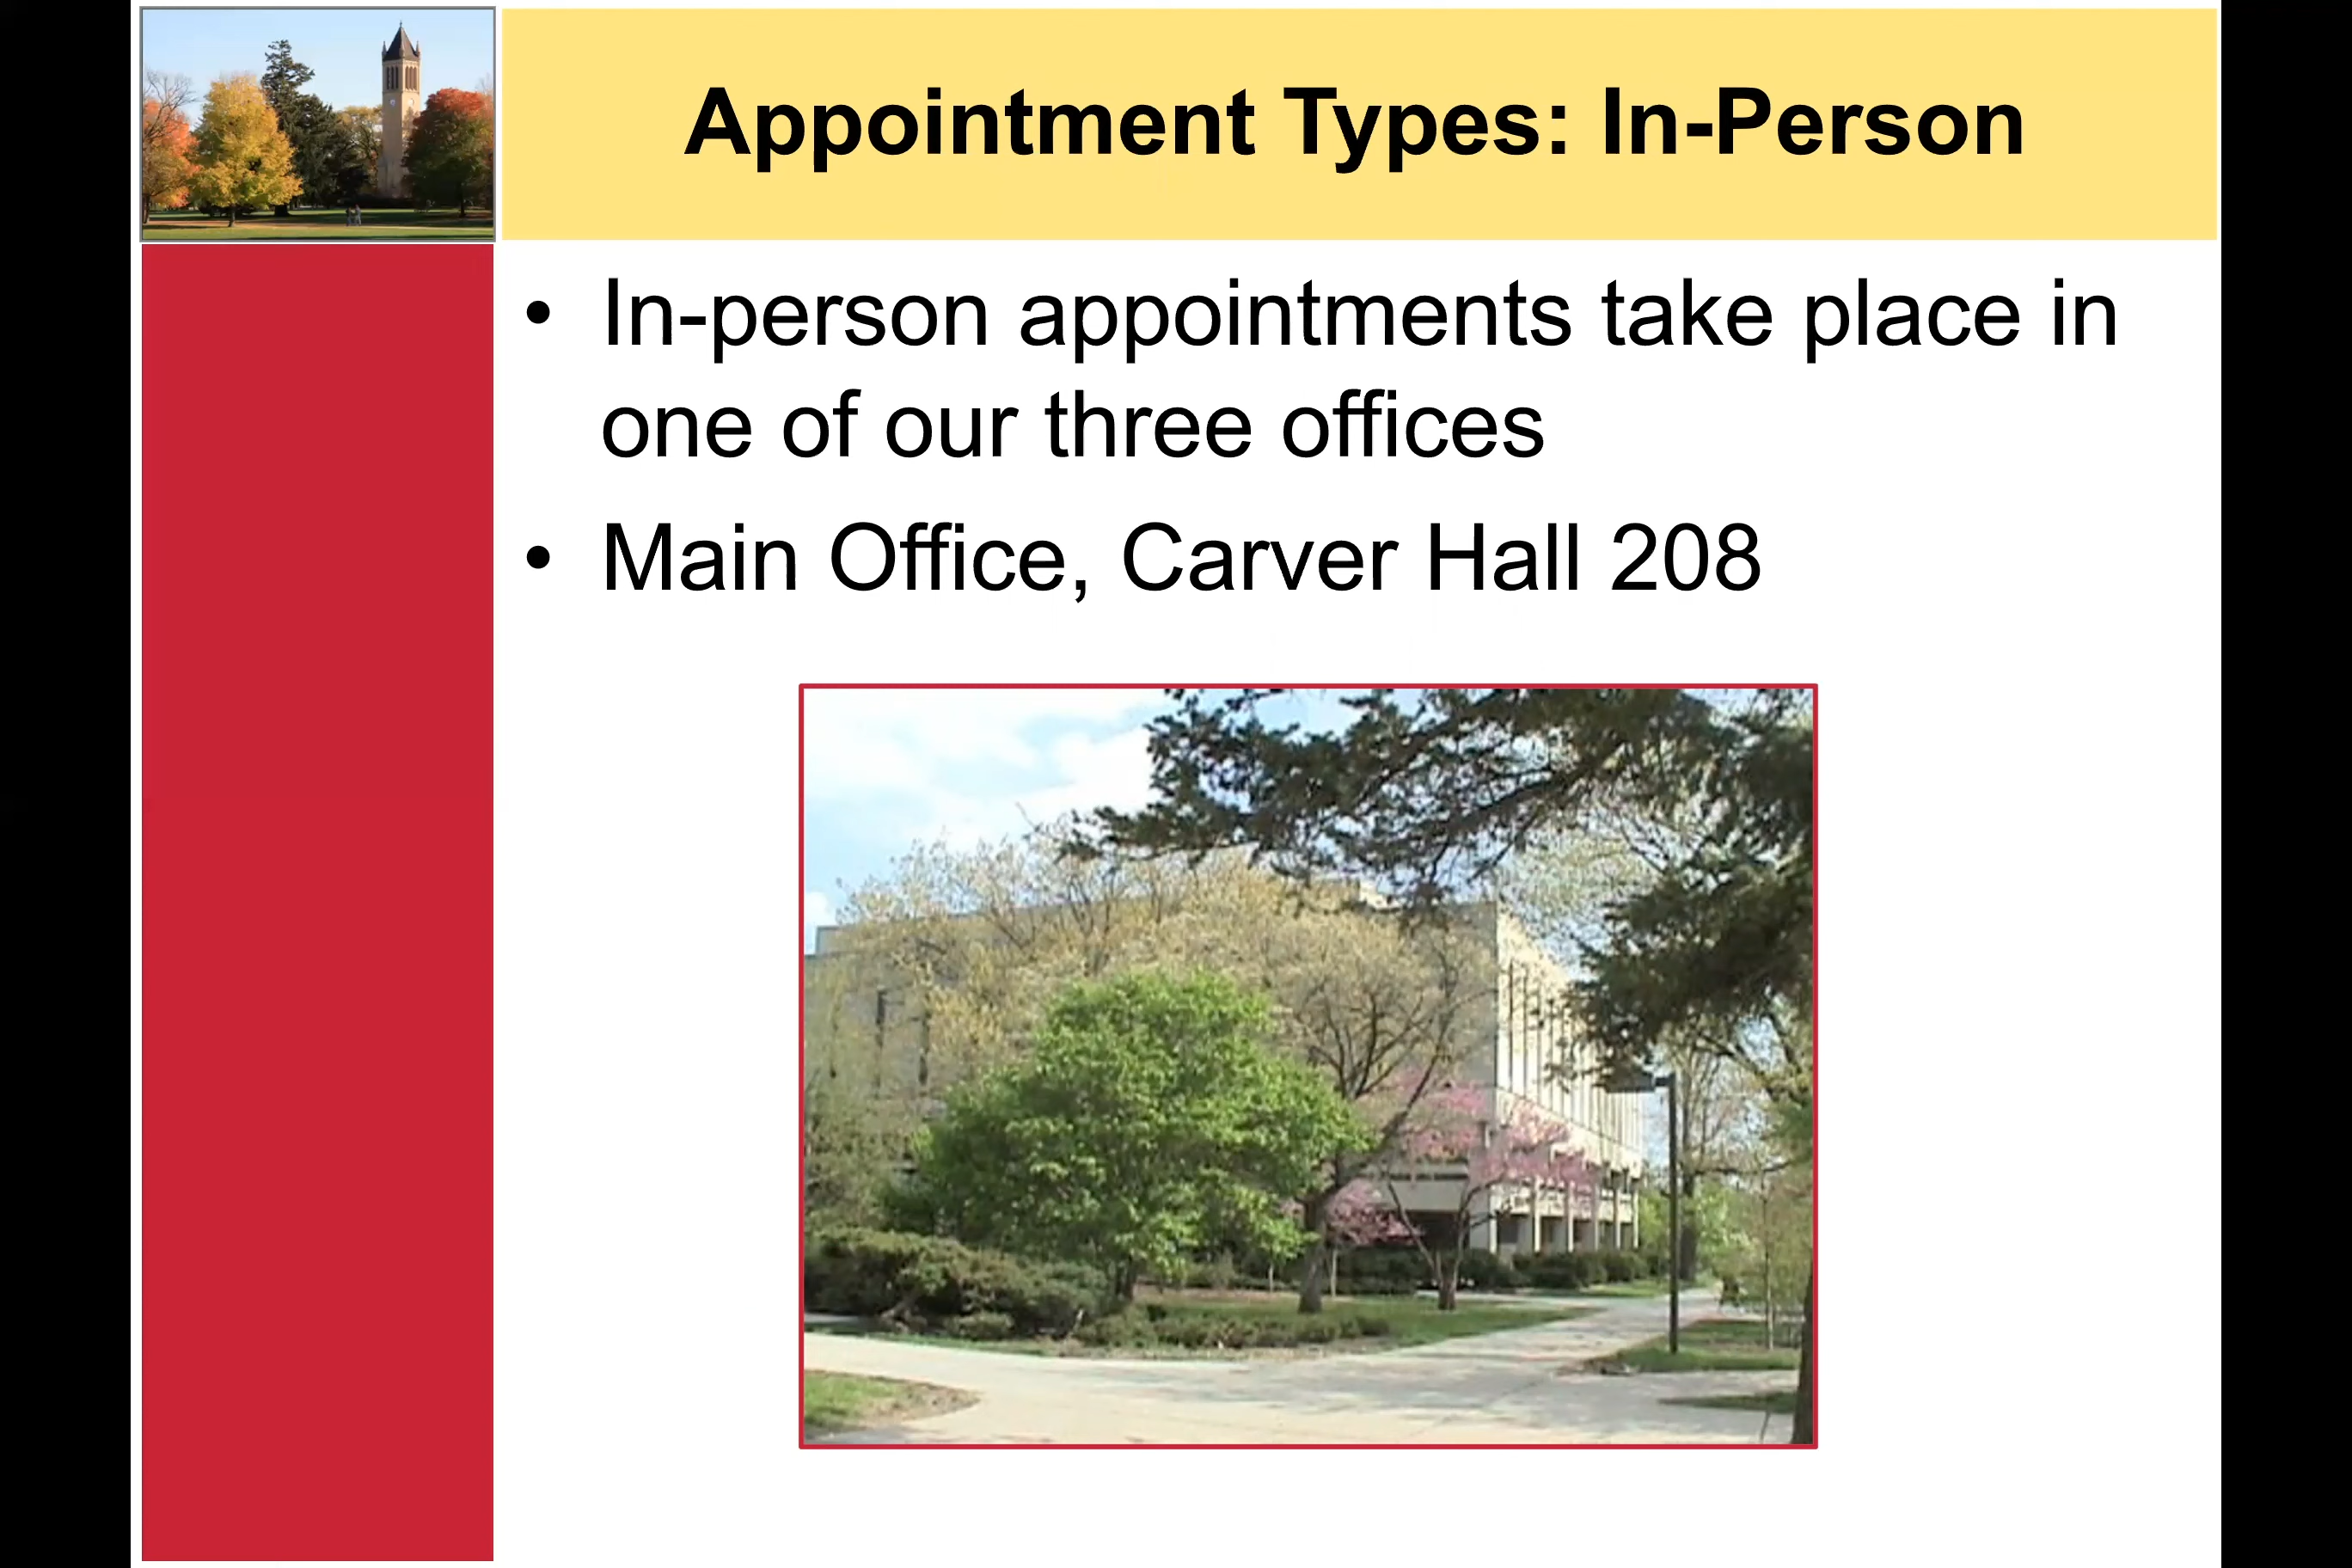 Appointment Types: In-Person
• In-person appointments take place in
one of our three offices
• Main Office, Carver Hall 208